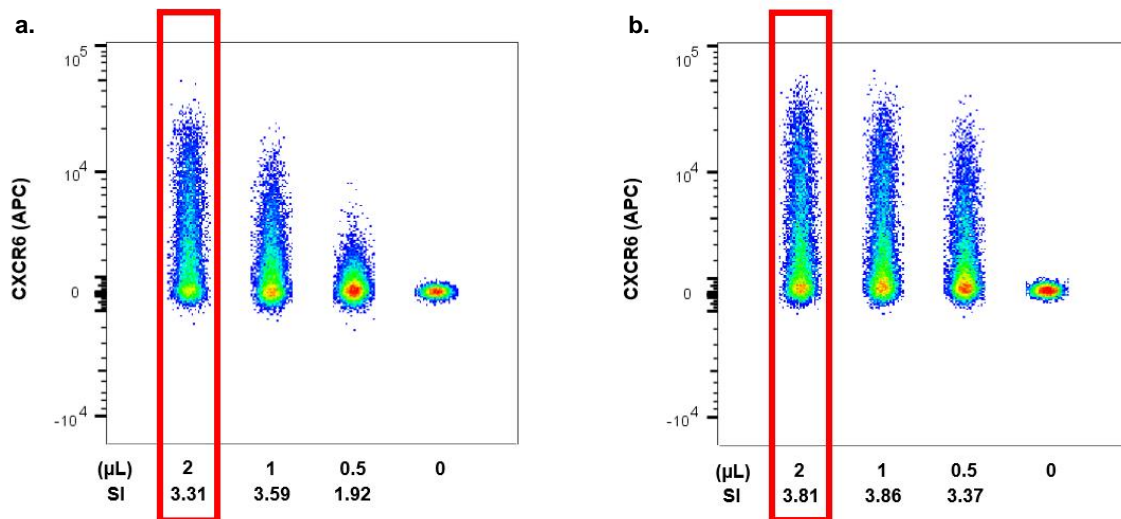 a.
CXCR6 (APC)
10^5
10^4
0
-10^4
(µL) 2 1 0.5 0
SI 3.31 3.59 1.92
b.
CXCR6 (APC)
10^5
10^4
0
-10^4
(µL) 2 1 0.5 0
SI 3.81 3.86 3.37